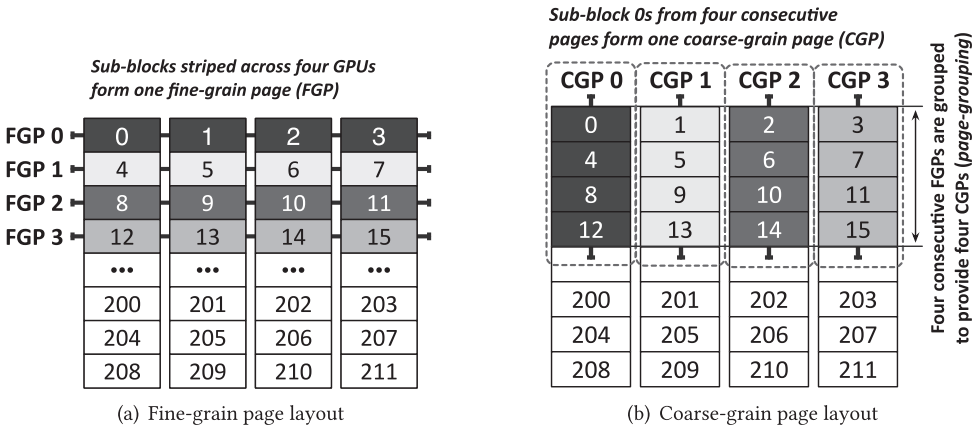 Sub-blocks striped across four GPUs
form one fine-grain page (FGP)
FGP 0 0 1 2 3
FGP 1 4 5 6 7
FGP 2 8 9 10 11
FGP 3 12 13 14 15
••• ••• ••• •••
200 201 202 203
204 205 206 207
208 209 210 211
(a) Fine-grain page layout
Sub-block 0s from four consecutive
pages form one coarse-grain page (CGP)
CGP 0 CGP 1 CGP 2 CGP 3
0 1 2 3
4 5 6 7
8 9 10 11
12 13 14 15
200 201 202 203
204 205 206 207
208 209 210 211
Four consecutive FGPs are grouped
to provide four CGPs (page-grouping)
(b) Coarse-grain page layout